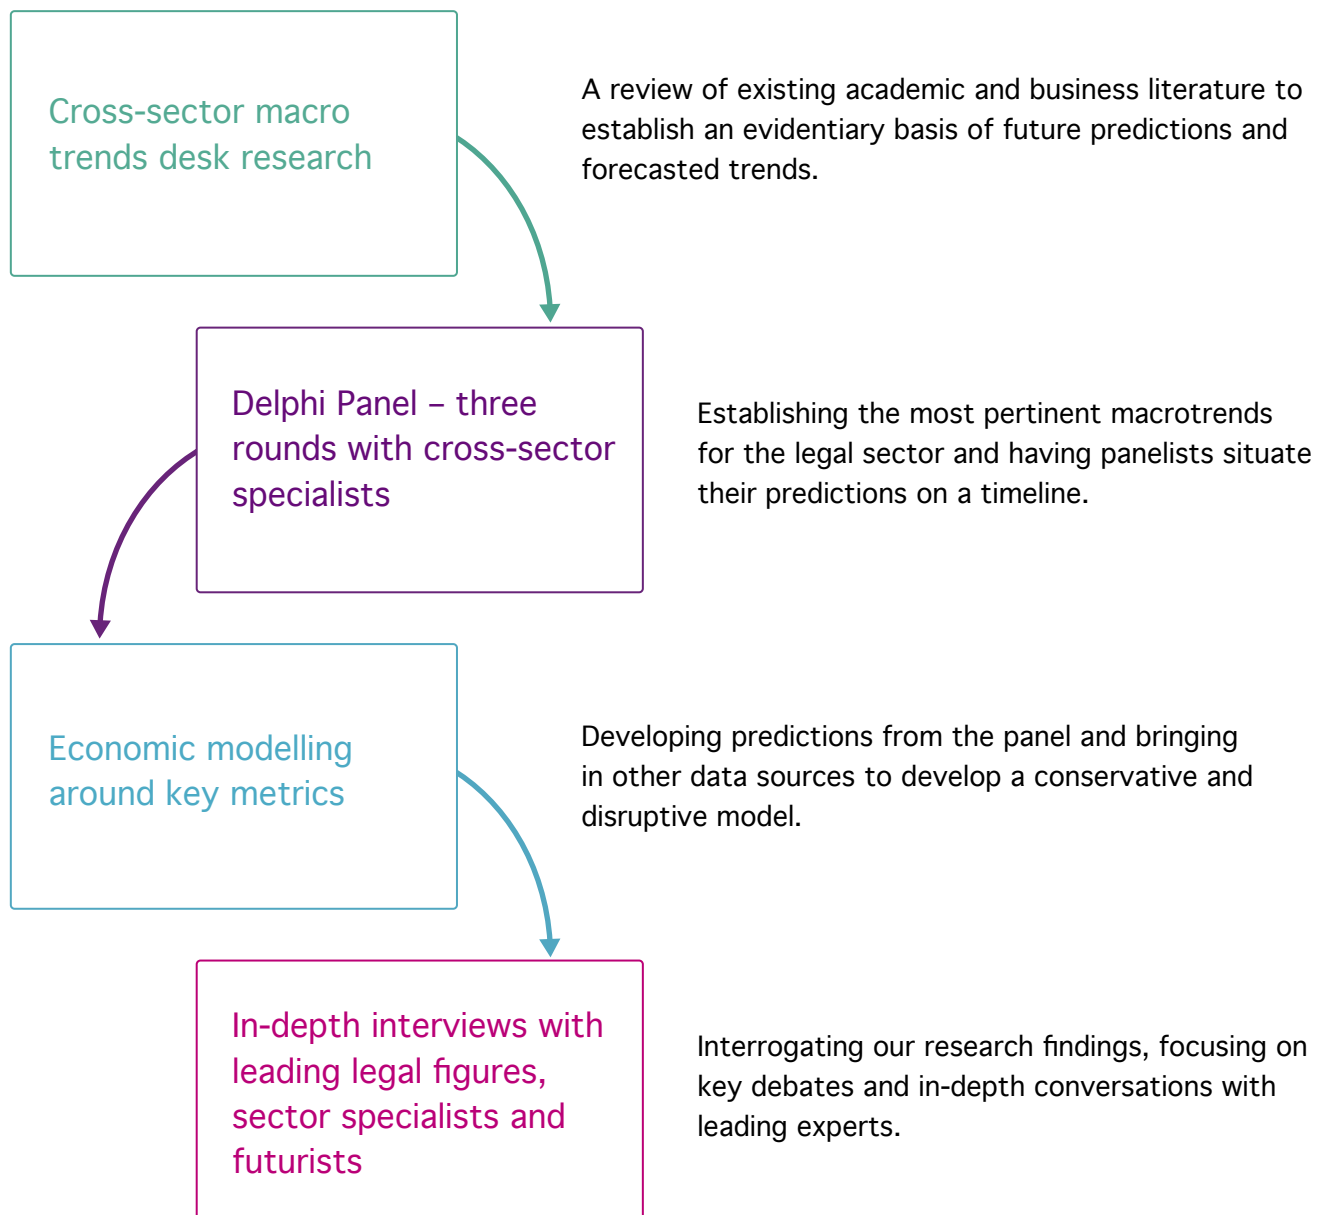 Cross-sector macro
trends desk research
A review of existing academic and business literature to
establish an evidentiary basis of future predictions and
forecasted trends.
Delphi Panel – three
rounds with cross-sector
specialists
Establishing the most pertinent macrotrends
for the legal sector and having panelists situate
their predictions on a timeline.
Economic modelling
around key metrics
Developing predictions from the panel and bringing
in other data sources to develop a conservative and
disruptive model.
In-depth interviews with
leading legal figures,
sector specialists and
futurists
Interrogating our research findings, focusing on
key debates and in-depth conversations with
leading experts.